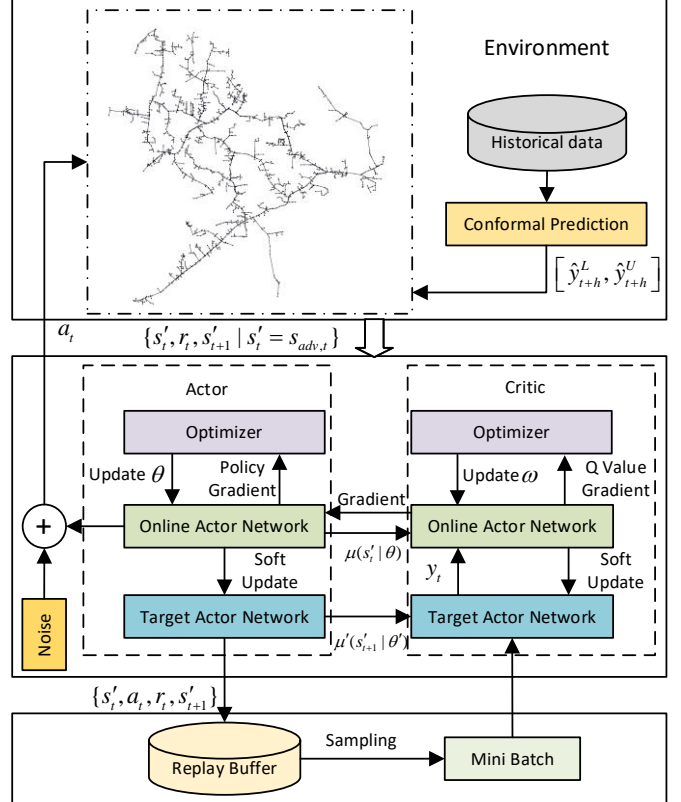 Environment
Historical data
Conformal Prediction
[ŷ^L_{t+h}, ŷ^U_{t+h}]
a_t
{s'_t, r_t, s'_{t+1} | s'_t = s_{adv,t}}
Actor
Critic
Optimizer
Optimizer
Update θ
Policy
Gradient
Update ω
Q Value
Gradient
Gradient
+
Online Actor Network
Online Actor Network
μ(s'_t | θ)
Soft
Update
y_t
Soft
Update
Noise
Target Actor Network
Target Actor Network
μ'(s'_{t+1} | θ')
{s'_t, a_t, r_t, s'_{t+1}}
Sampling
Replay Buffer
Mini Batch